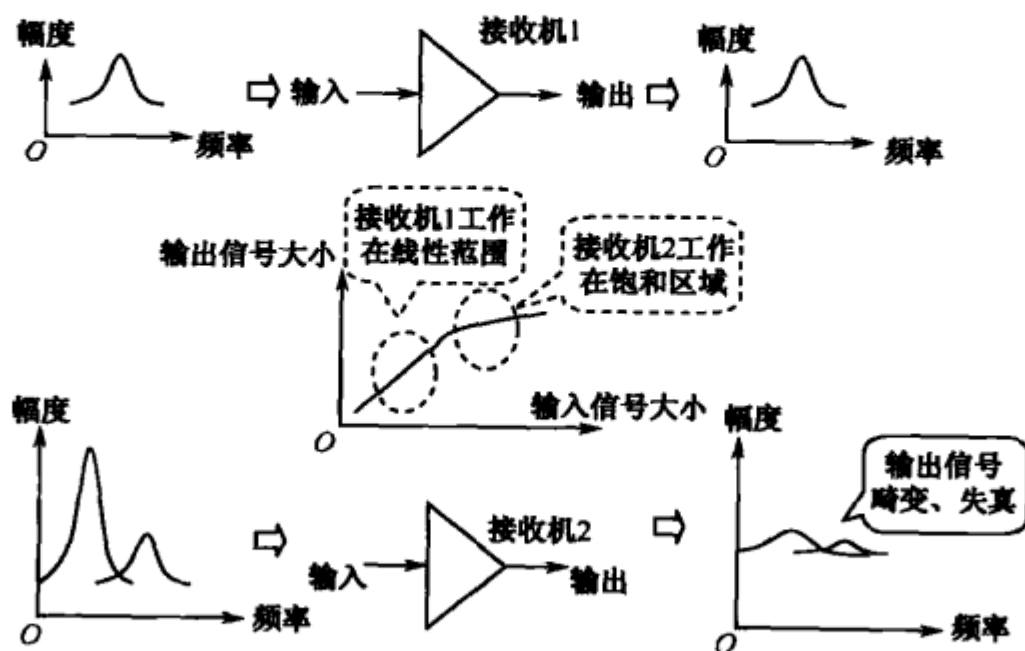 幅度
频率
O
输入
接收机1
输出
幅度
频率
O
接收机1工作
在线性范围
接收机2工作
在饱和区域
输出信号大小
输入信号大小
O
幅度
频率
O
输入
接收机2
输出
幅度
输出信号
畸变、失真
频率
O